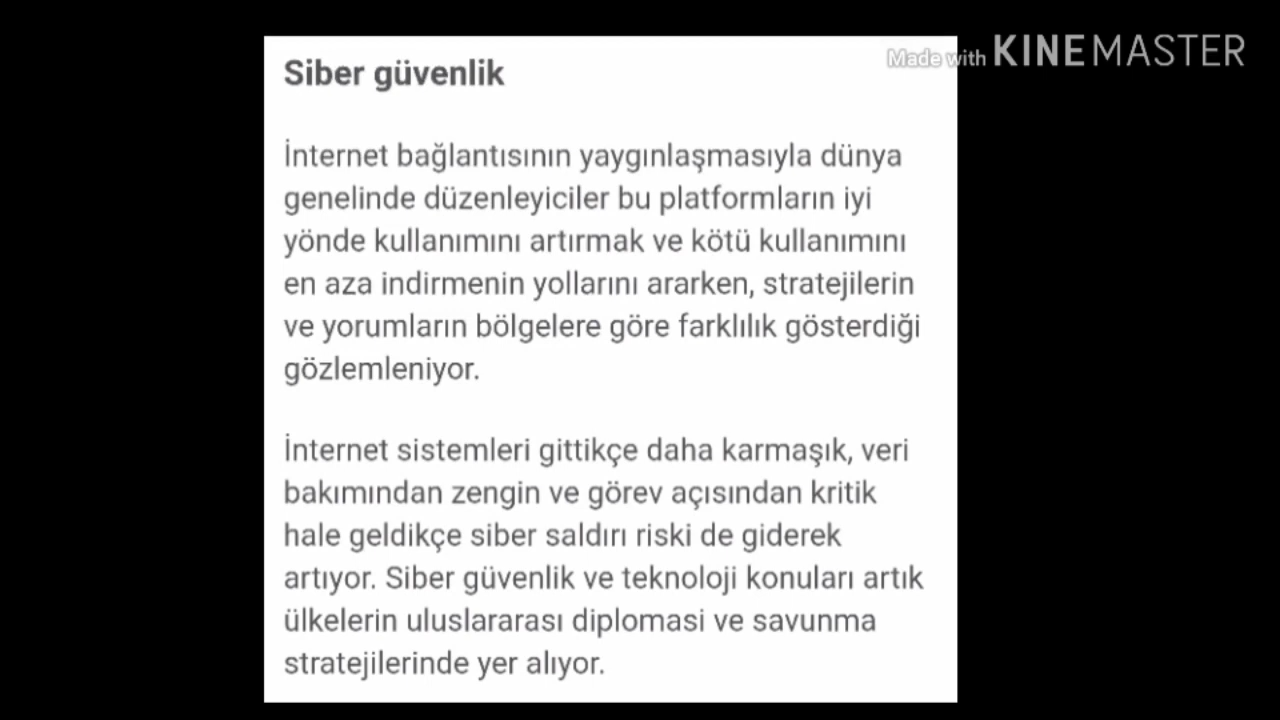 Made with KINEMASTER
Siber güvenlik
İnternet bağlantısının yaygınlaşmasıyla dünya
genelinde düzenleyiciler bu platformların iyi
yönde kullanımını artırmak ve kötü kullanımını
en aza indirmenin yollarını ararken, stratejilerin
ve yorumların bölgelere göre farklılık gösterdiği
gözlemleniyor.
İnternet sistemleri gittikçe daha karmaşık, veri
bakımından zengin ve görev açısından kritik
hale geldikçe siber saldırı riski de giderek
artıyor. Siber güvenlik ve teknoloji konuları artık
ülkelerin uluslararası diplomasi ve savunma
stratejilerinde yer alıyor.